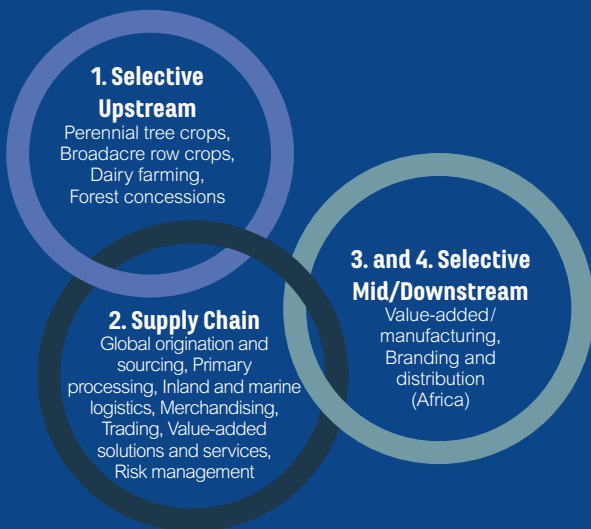 1. Selective
Upstream
Perennial tree crops,
Broadacre row crops,
Dairy farming,
Forest concessions
2. Supply Chain
Global origination and
sourcing, Primary
processing, Inland and marine
logistics, Merchandising,
Trading, Value-added
solutions and services,
Risk management
3. and 4. Selective
Mid/Downstream
Value-added/
manufacturing,
Branding and
distribution
(Africa)